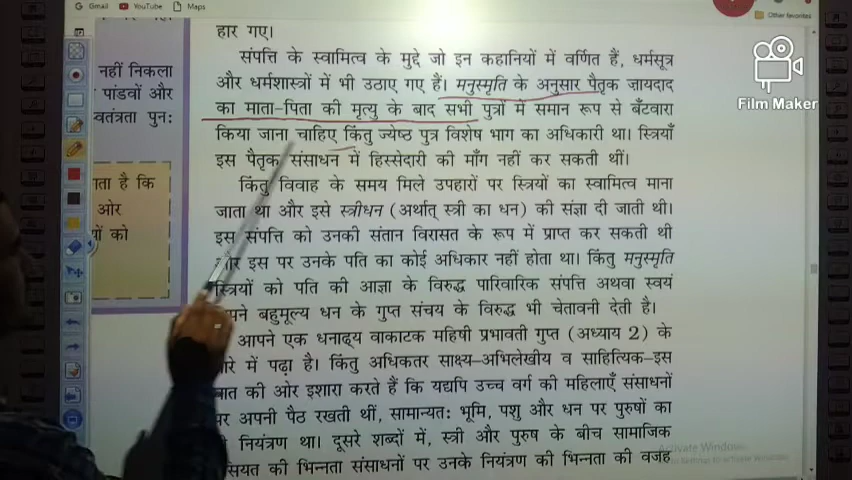 Gmail YouTube Maps
Other favorites
Film Maker
हार गए।
संपत्ति के स्वामित्व के मुद्दे जो इन कहानियों में वर्णित हैं, धर्मसूत्र
और धर्मशास्त्रों में भी उठाए गए हैं। मनुस्मृति के अनुसार पैतृक जायदाद
का माता-पिता की मृत्यु के बाद सभी पुत्रों में समान रूप से बँटवारा
किया जाना चाहिए किंतु ज्येष्ठ पुत्र विशेष भाग का अधिकारी था। स्त्रियाँ
इस पैतृक संसाधन में हिस्सेदारी की माँग नहीं कर सकती थीं।
किंतु विवाह के समय मिले उपहारों पर स्त्रियों का स्वामित्व माना
जाता था और इसे स्त्रीधन (अर्थात् स्त्री का धन) की संज्ञा दी जाती थी।
इस संपत्ति को उनकी संतान विरासत के रूप में प्राप्त कर सकती थी
और इस पर उनके पति का कोई अधिकार नहीं होता था। किंतु मनुस्मृति
स्त्रियों को पति की आज्ञा के विरुद्ध पारिवारिक संपत्ति अथवा स्वयं
अपने बहुमूल्य धन के गुप्त संचय के विरुद्ध भी चेतावनी देती है।
आपने एक धनाढ्य वाकाटक महिषी प्रभावती गुप्त (अध्याय 2) के
बारे में पढ़ा है। किंतु अधिकतर साक्ष्य–अभिलेखीय व साहित्यिक–इस
बात की ओर इशारा करते हैं कि यद्यपि उच्च वर्ग की महिलाएँ संसाधनों
पर अपनी पैठ रखती थीं, सामान्यतः भूमि, पशु और धन पर पुरुषों का
नियंत्रण था। दूसरे शब्दों में, स्त्री और पुरुष के बीच सामाजिक
की भिन्नता संसाधनों पर उनके नियंत्रण की भिन्नता की वजह
नहीं निकला
पांडवों और
वतंत्रता पुन:
ाता है कि
ओर
ों को
Activate Windows